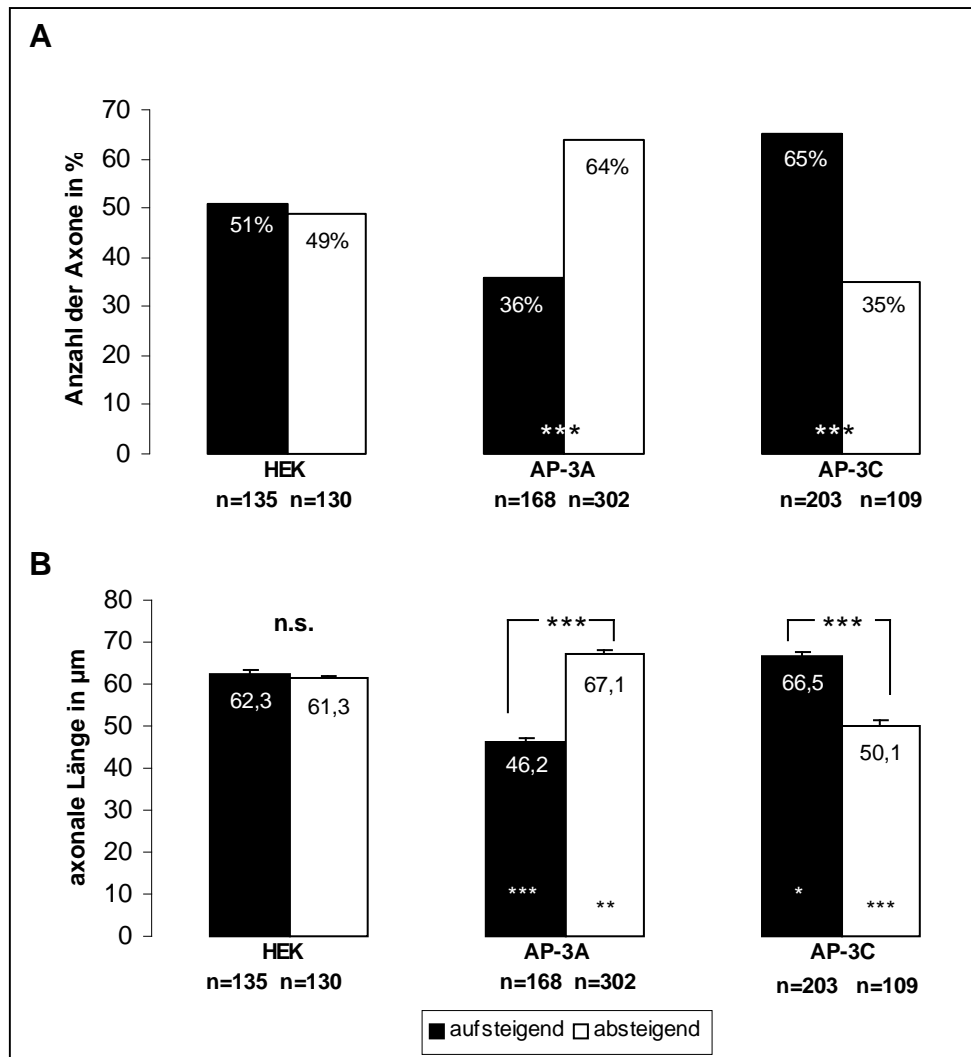 A
Anzahl der Axone in %
70
60
50
40
30
20
10
0
51%
49%
36%
64%
65%
35%
***
***
HEK
AP-3A
AP-3C
n=135 n=130
n=168 n=302
n=203 n=109
B
axonale Länge in µm
80
70
60
50
40
30
20
10
0
n.s.
***
***
62,3
61,3
46,2
67,1
66,5
50,1
***
**
*
***
HEK
AP-3A
AP-3C
n=135 n=130
n=168 n=302
n=203 n=109
aufsteigend absteigend